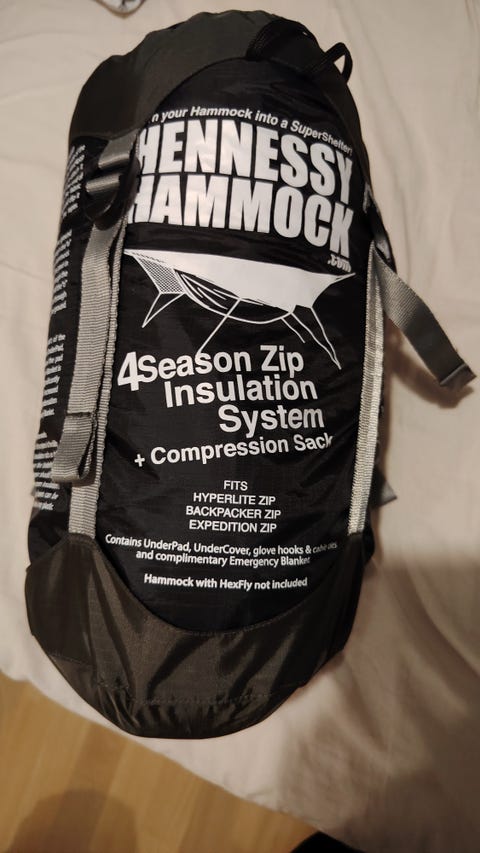 n your Hammock into a SuperShelter!
HENNESSY
HAMMOCK
.com
4Season Zip
Insulation
System
+ Compression Sack
FITS
HYPERLITE ZIP
BACKPACKER ZIP
EXPEDITION ZIP
Contains UnderPad, UnderCover, glove hooks & cable ties
and complimentary Emergency Blanket
Hammock with HexFly not included